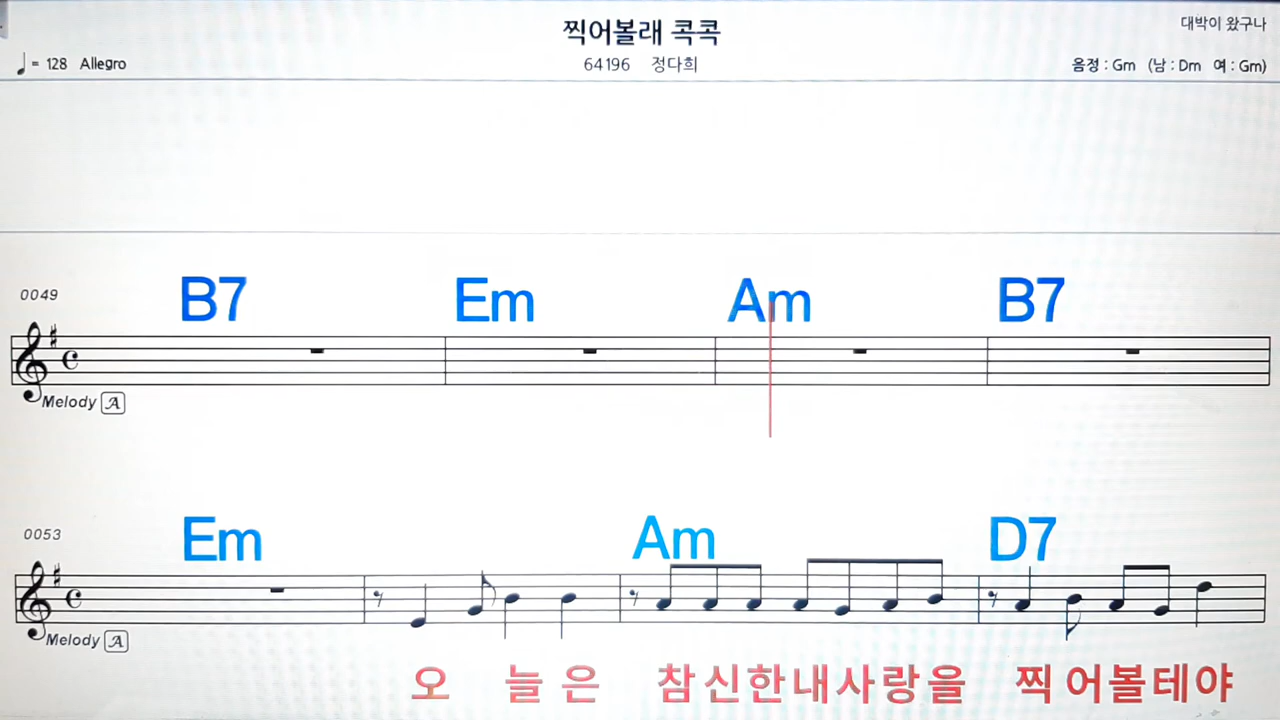 찍어볼래 콕콕
대박이 왔구나
♩= 128 Allegro
64196 정다희
음정 : Gm (남 : Dm 여 : Gm)
0049
B7 Em Am B7
Melody A
0053
Em Am D7
Melody A
오 늘 은 참신한내사랑을 찍 어볼테야